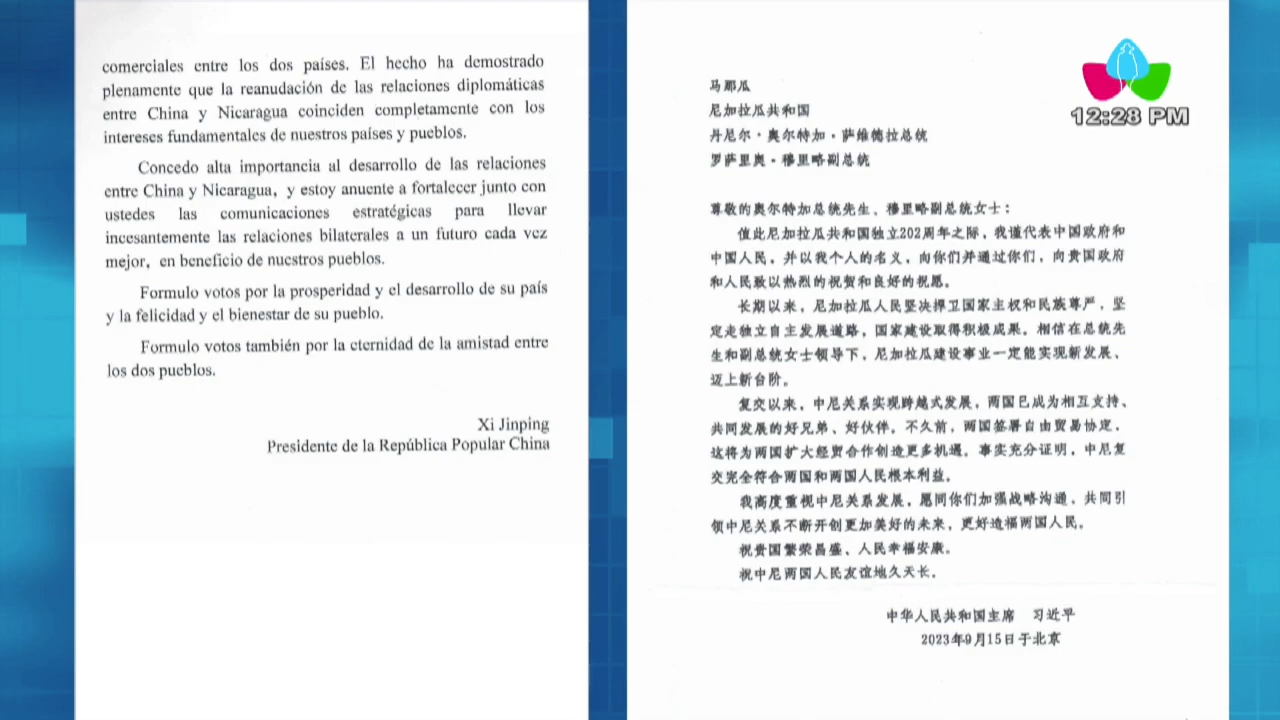 comerciales entre los dos países. El hecho ha demostrado
plenamente que la reanudación de las relaciones diplomáticas
entre China y Nicaragua coinciden completamente con los
intereses fundamentales de nuestros países y pueblos.
Concedo alta importancia al desarrollo de las relaciones
entre China y Nicaragua, y estoy anuente a fortalecer junto con
ustedes las comunicaciones estratégicas para llevar
incesantemente las relaciones bilaterales a un futuro cada vez
mejor, en beneficio de nuestros pueblos.
Formulo votos por la prosperidad y el desarrollo de su país
y la felicidad y el bienestar de su pueblo.
Formulo votos también por la eternidad de la amistad entre
los dos pueblos.
Xi Jinping
Presidente de la República Popular China
马那瓜
尼加拉瓜共和国
丹尼尔·奥尔特加·萨维德拉总统
罗萨里奥·穆里略副总统
尊敬的奥尔特加总统先生、穆里略副总统女士：
值此尼加拉瓜共和国独立202周年之际，我谨代表中国政府和
中国人民，并以我个人的名义，向你们并通过你们，向贵国政府
和人民致以热烈的祝贺和良好的祝愿。
长期以来，尼加拉瓜人民坚决捍卫国家主权和民族尊严，坚
定走独立自主发展道路，国家建设取得积极成果。相信在总统先
生和副总统女士领导下，尼加拉瓜建设事业一定能实现新发展、
迈上新台阶。
复交以来，中尼关系实现跨越式发展，两国已成为相互支持、
共同发展的好兄弟、好伙伴。不久前，两国签署自由贸易协定，
这将为两国扩大经贸合作创造更多机遇。事实充分证明，中尼复
交完全符合两国和两国人民根本利益。
我高度重视中尼关系发展，愿同你们加强战略沟通，共同引
领中尼关系不断开创更加美好的未来，更好造福两国人民。
祝贵国繁荣昌盛、人民幸福安康。
祝中尼两国人民友谊地久天长。
中华人民共和国主席 习近平
2023年9月15日于北京
12:28 PM